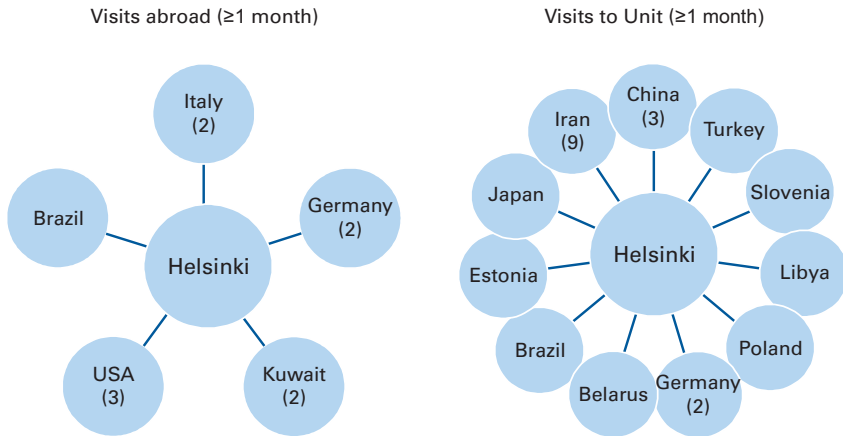 Visits abroad (≥1 month)
Italy
(2)
Brazil
Germany
(2)
Helsinki
USA
(3)
Kuwait
(2)
Visits to Unit (≥1 month)
China
(3)
Iran
(9)
Turkey
Japan
Slovenia
Helsinki
Estonia
Libya
Brazil
Poland
Belarus
Germany
(2)